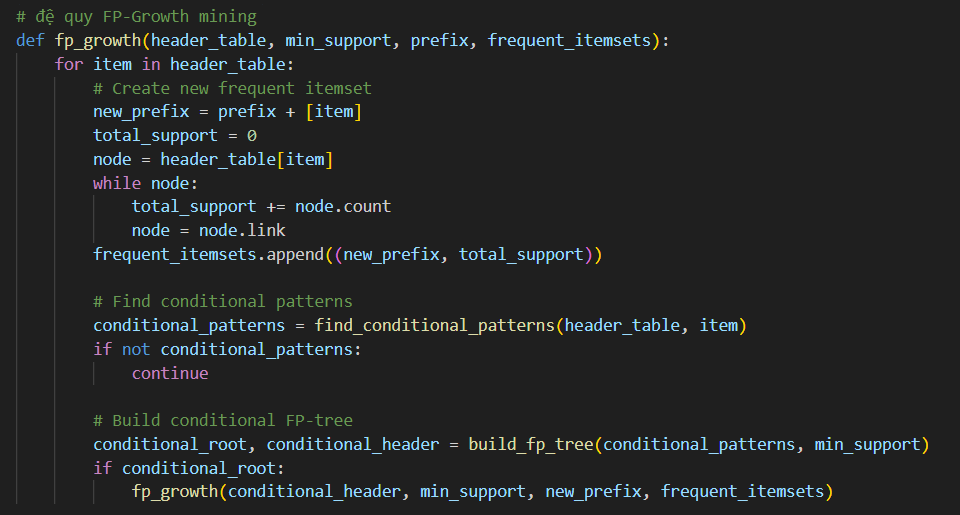 # đệ quy FP-Growth mining
def fp_growth(header_table, min_support, prefix, frequent_itemsets):
    for item in header_table:
        # Create new frequent itemset
        new_prefix = prefix + [item]
        total_support = 0
        node = header_table[item]
        while node:
            total_support += node.count
            node = node.link
        frequent_itemsets.append((new_prefix, total_support))

        # Find conditional patterns
        conditional_patterns = find_conditional_patterns(header_table, item)
        if not conditional_patterns:
            continue

        # Build conditional FP-tree
        conditional_root, conditional_header = build_fp_tree(conditional_patterns, min_support)
        if conditional_root:
            fp_growth(conditional_header, min_support, new_prefix, frequent_itemsets)